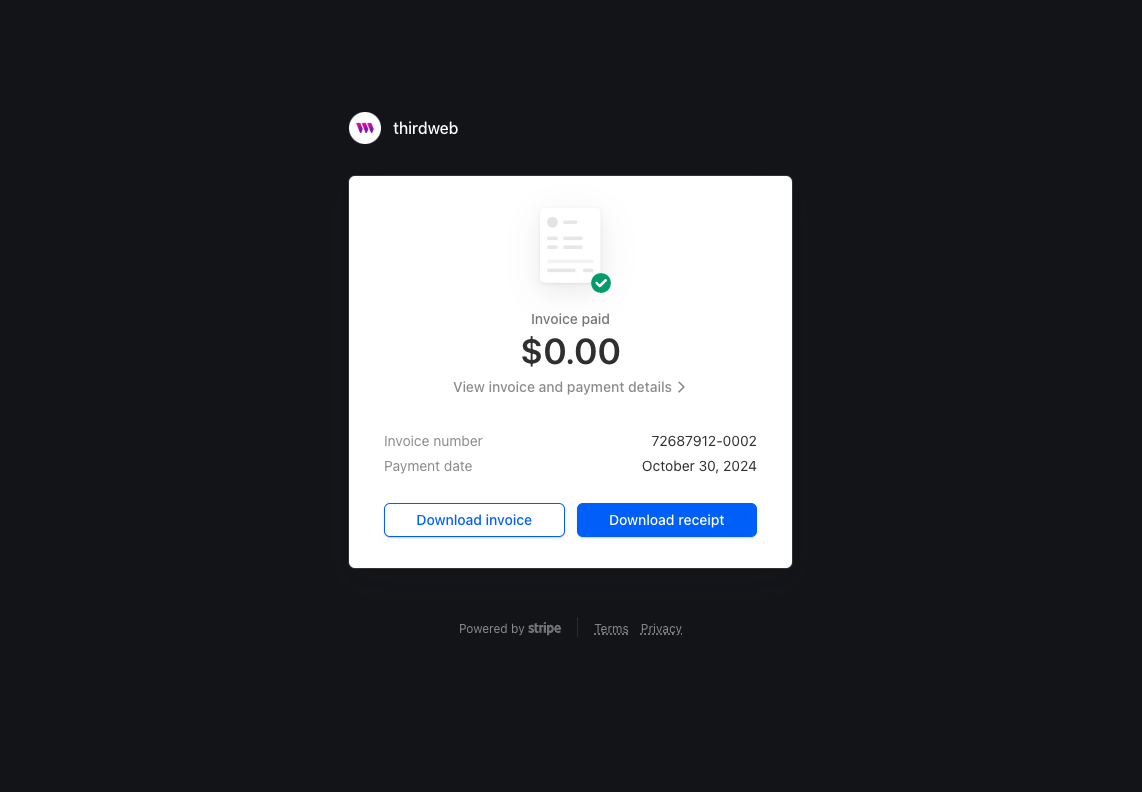 thirdweb
Invoice paid
$0.00
View invoice and payment details
Invoice number 72687912-0002
Payment date October 30, 2024
Download invoice Download receipt
Powered by stripe Terms Privacy